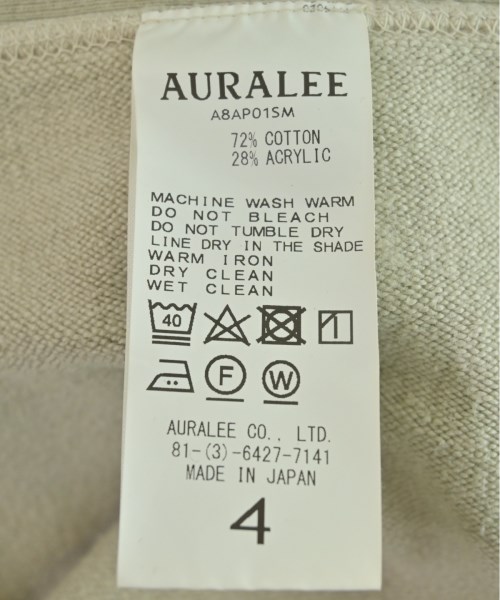 AURALEE
A8AP01SM
72% COTTON
28% ACRYLIC
MACHINE WASH WARM
DO NOT BLEACH
DO NOT TUMBLE DRY
LINE DRY IN THE SHADE
WARM IRON
DRY CLEAN
WET CLEAN
40
F W
AURALEE CO., LTD.
81-(3)-6427-7141
MADE IN JAPAN
4